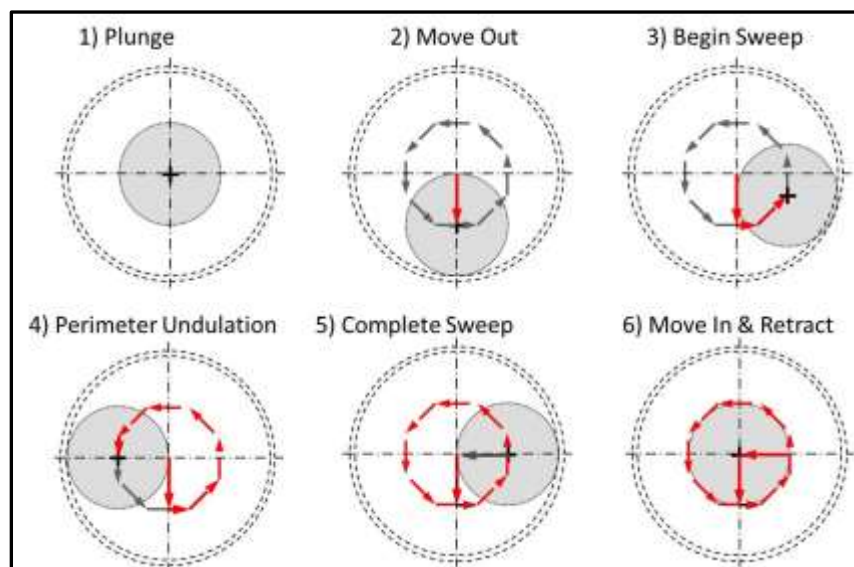 1) Plunge
2) Move Out
3) Begin Sweep
4) Perimeter Undulation
5) Complete Sweep
6) Move In & Retract